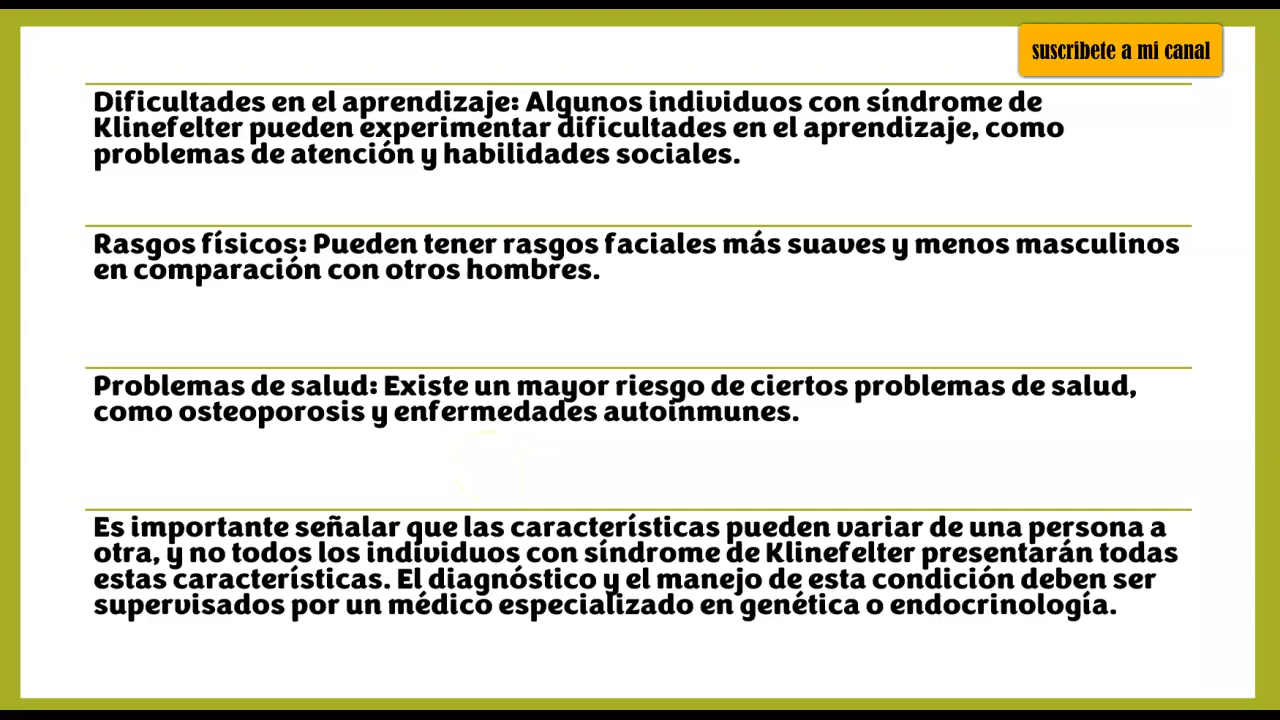 suscribete a mi canal
Dificultades en el aprendizaje: Algunos individuos con síndrome de
Klinefelter pueden experimentar dificultades en el aprendizaje, como
problemas de atención y habilidades sociales.
Rasgos físicos: Pueden tener rasgos faciales más suaves y menos masculinos
en comparación con otros hombres.
Problemas de salud: Existe un mayor riesgo de ciertos problemas de salud,
como osteoporosis y enfermedades autoinmunes.
Es importante señalar que las características pueden variar de una persona a
otra, y no todos los individuos con síndrome de Klinefelter presentarán todas
estas características. El diagnóstico y el manejo de esta condición deben ser
supervisados por un médico especializado en genética o endocrinología.